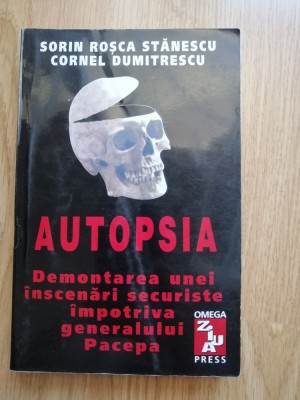 SORIN ROȘCA STĂNESCU
CORNEL DUMITRESCU
AUTOPSIA
Demontarea unei
înscenări securiste
împotriva
generalului
Pacepa
OMEGA
ZIUA
PRESS